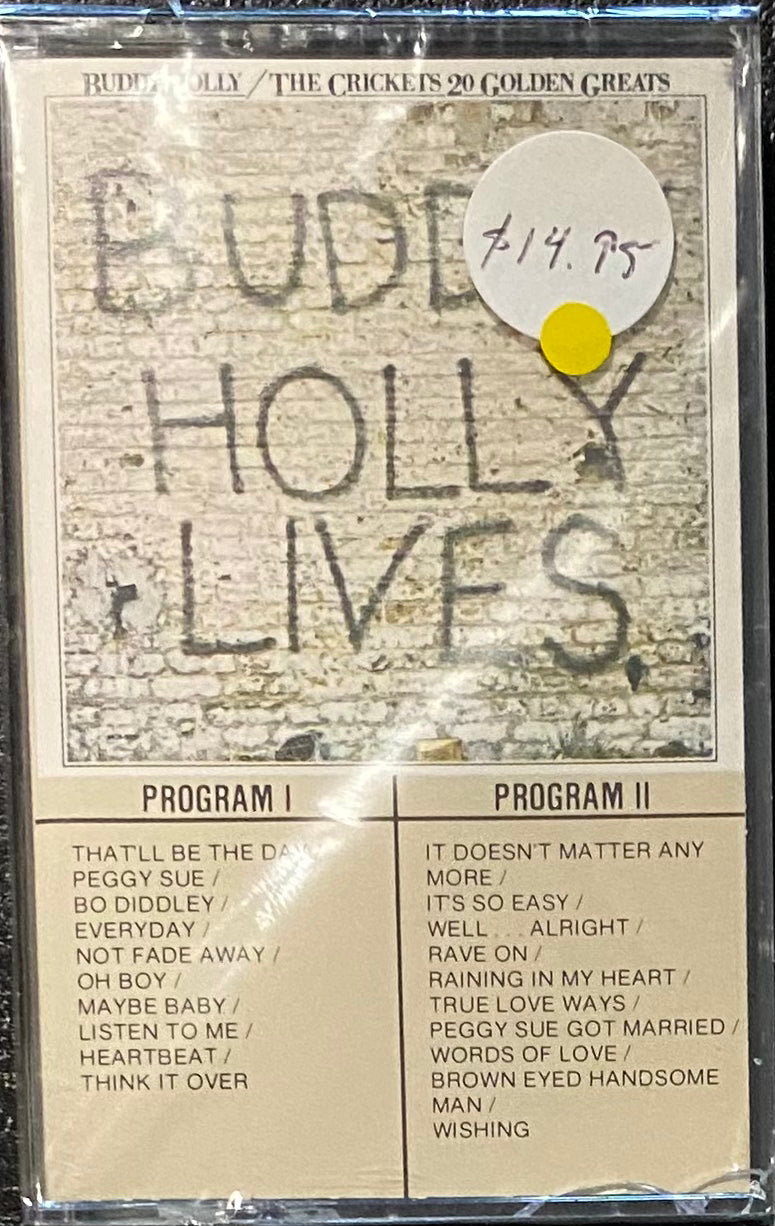 BUDDY HOLLY / THE CRICKETS 20 GOLDEN GREATS
BUDD
$14.95
HOLLY
LIVES.
PROGRAM I
THAT'LL BE THE DAY
PEGGY SUE /
BO DIDDLEY /
EVERYDAY /
NOT FADE AWAY /
OH BOY /
MAYBE BABY /
LISTEN TO ME /
HEARTBEAT /
THINK IT OVER
PROGRAM II
IT DOESN'T MATTER ANY
MORE /
IT'S SO EASY /
WELL . . . ALRIGHT /
RAVE ON /
RAINING IN MY HEART /
TRUE LOVE WAYS /
PEGGY SUE GOT MARRIED /
WORDS OF LOVE /
BROWN EYED HANDSOME
MAN /
WISHING